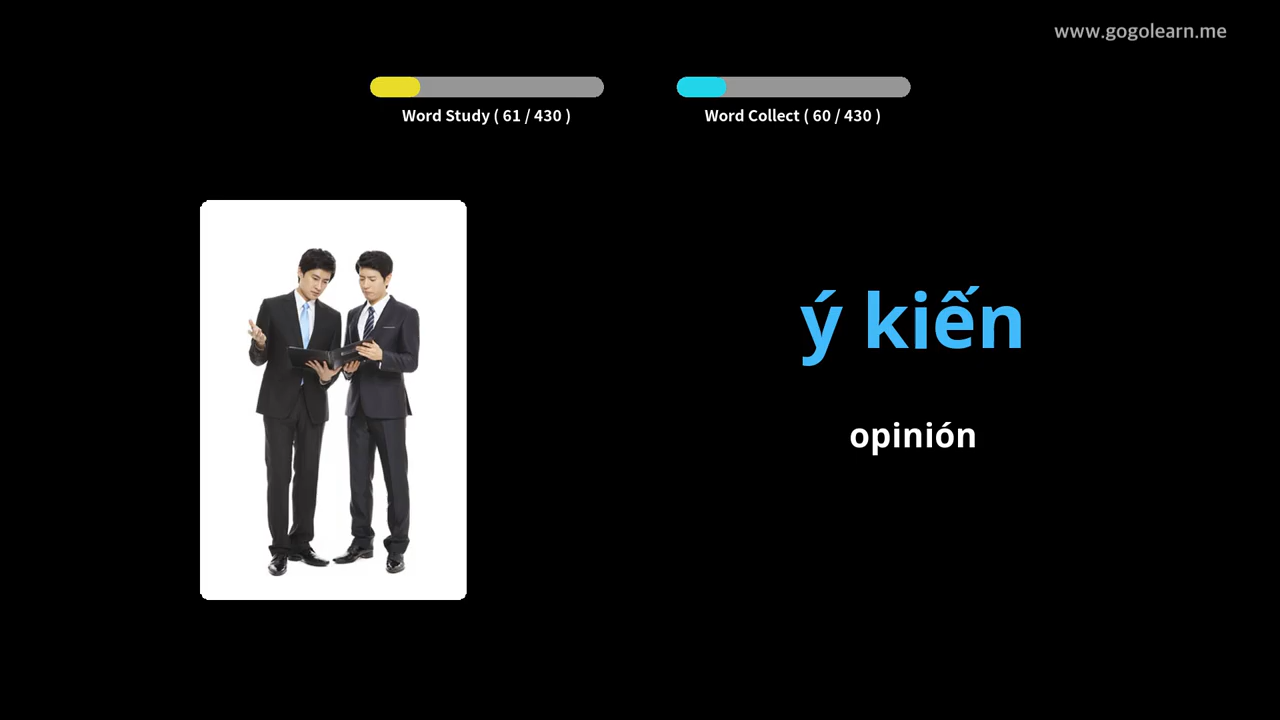 www.gogolearn.me
Word Study ( 61 / 430 )
Word Collect ( 60 / 430 )
ý kiến
opinión